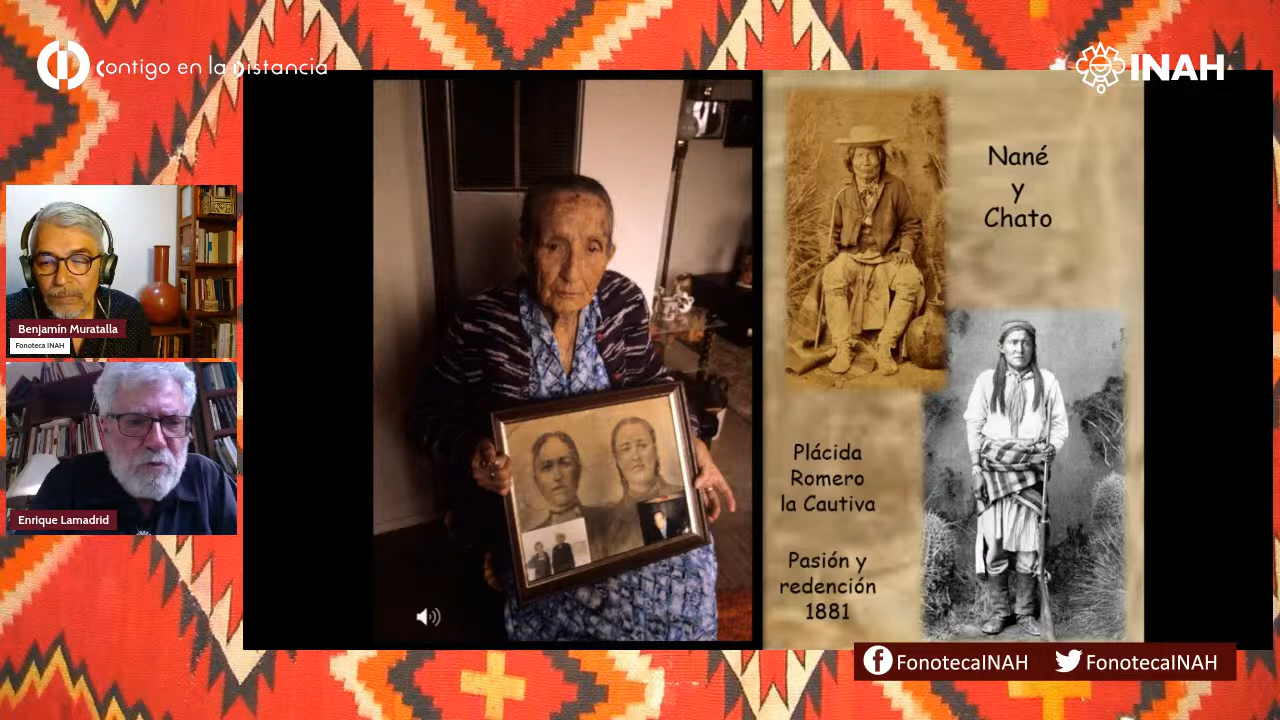 Contigo en la Distancia
INAH
Nané
y
Chato
Benjamín Muratalla
Fonoteca INAH
Plácida
Romero
la Cautiva
Enrique Lamadrid
Pasión y
redención
1881
FonotecaINAH
FonotecaINAH